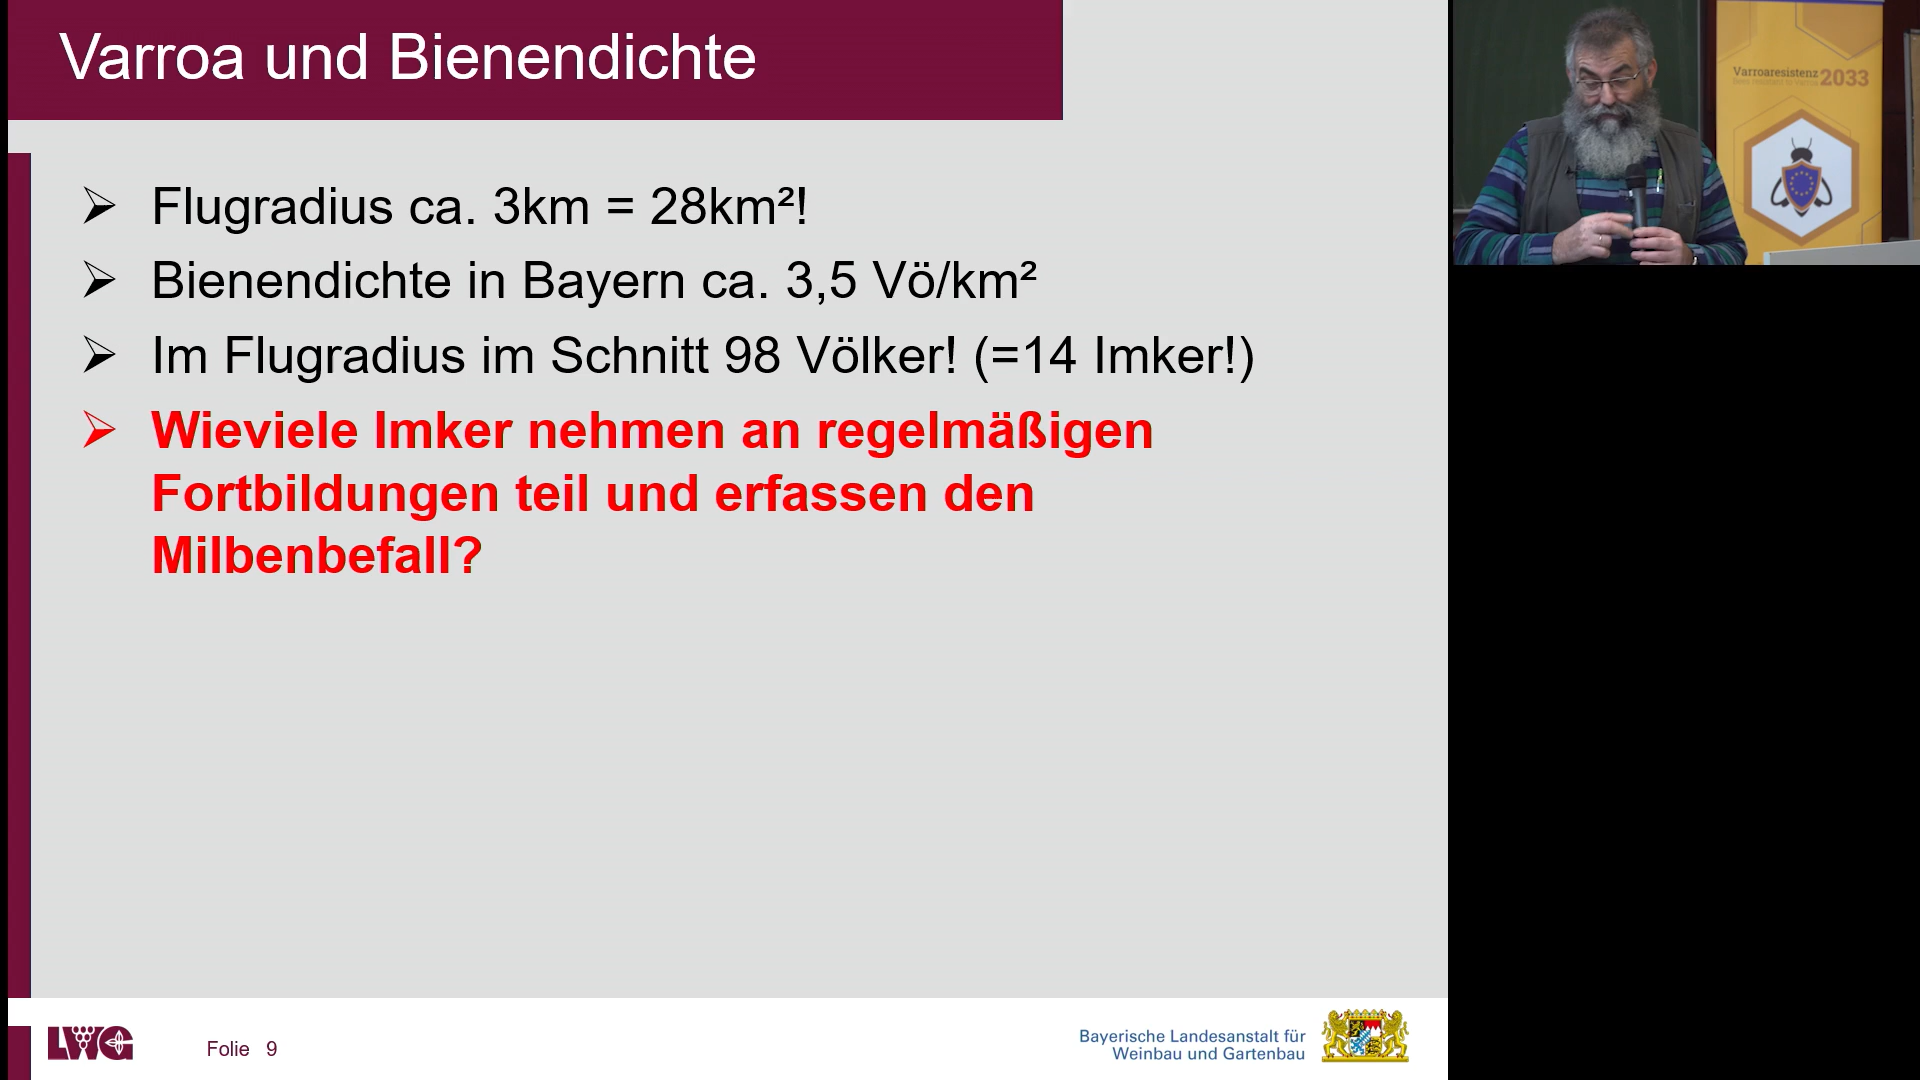 Varroa und Bienendichte
Flugradius ca. 3km = 28km²!
Bienendichte in Bayern ca. 3,5 Vö/km²
Im Flugradius im Schnitt 98 Völker! (=14 Imker!)
Wieviele Imker nehmen an regelmäßigen
Fortbildungen teil und erfassen den
Milbenbefall?
LWG
Folie 9
Bayerische Landesanstalt für
Weinbau und Gartenbau
Varroaresistenz 2033